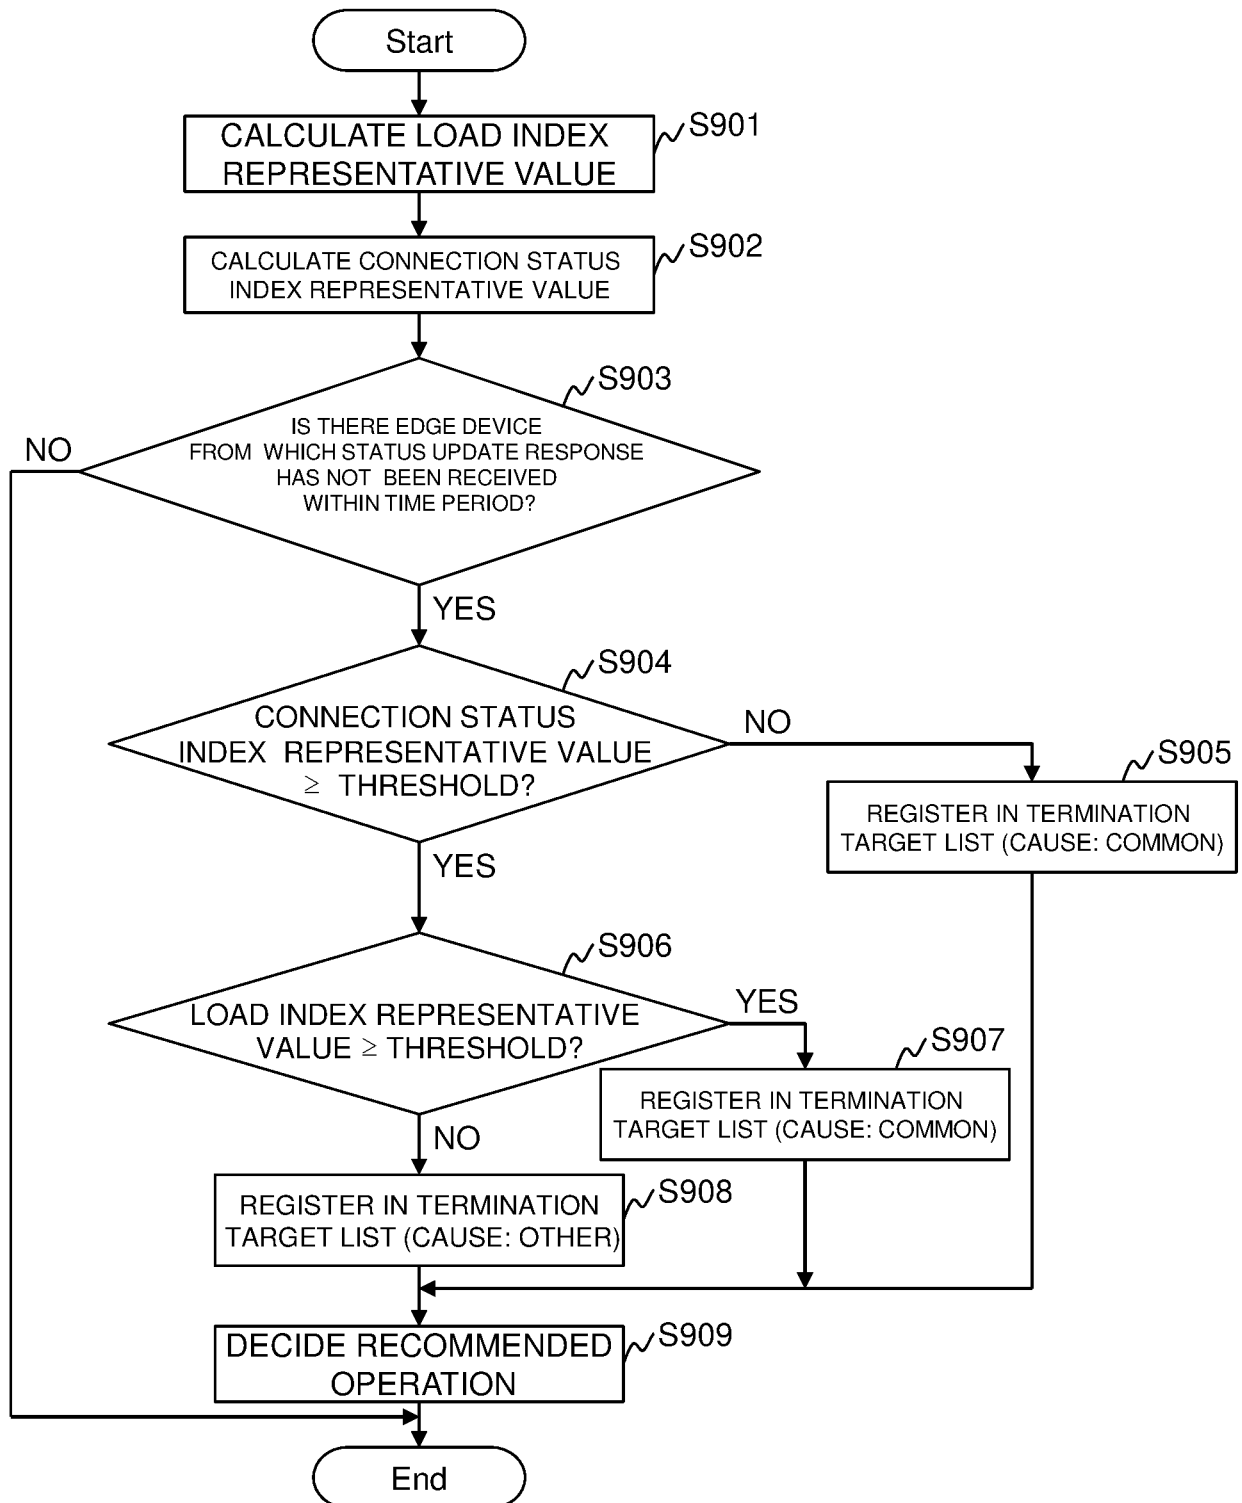 Start
S901
CALCULATE LOAD INDEX
REPRESENTATIVE VALUE
S902
CALCULATE CONNECTION STATUS
INDEX REPRESENTATIVE VALUE
S903
IS THERE EDGE DEVICE
FROM WHICH STATUS UPDATE RESPONSE
HAS NOT BEEN RECEIVED
WITHIN TIME PERIOD?
NO
YES
S904
CONNECTION STATUS
INDEX REPRESENTATIVE VALUE
≥ THRESHOLD?
NO
S905
REGISTER IN TERMINATION
TARGET LIST (CAUSE: COMMON)
YES
S906
LOAD INDEX REPRESENTATIVE
VALUE ≥ THRESHOLD?
YES
S907
REGISTER IN TERMINATION
TARGET LIST (CAUSE: COMMON)
NO
S908
REGISTER IN TERMINATION
TARGET LIST (CAUSE: OTHER)
S909
DECIDE RECOMMENDED
OPERATION
End